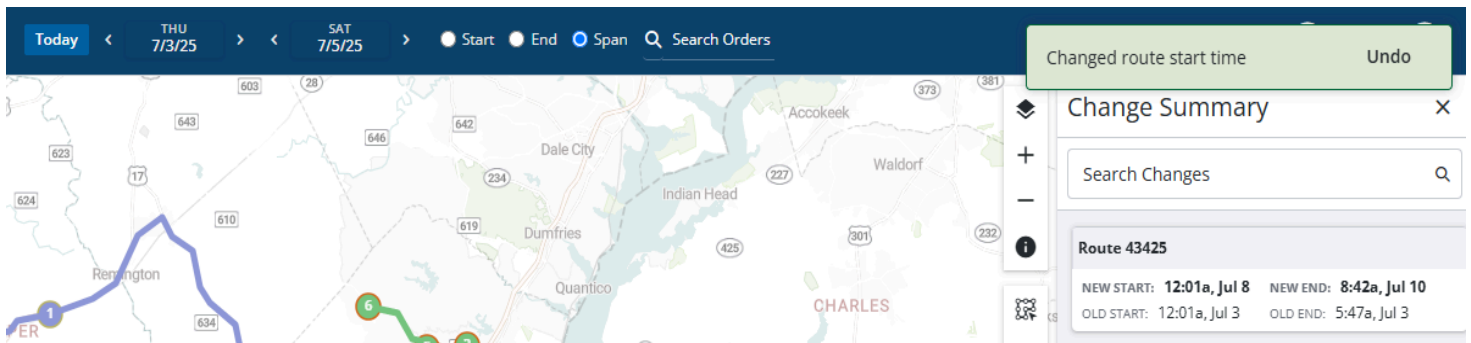 Today < THU 7/3/25 > < SAT 7/5/25 > Start End Span Search Orders
Changed route start time Undo
Change Summary
Search Changes
Route 43425
NEW START: 12:01a, Jul 8 NEW END: 8:42a, Jul 10
OLD START: 12:01a, Jul 3 OLD END: 5:47a, Jul 3
603
28
373
381
643
642
Accokeek
646
623
Dale City
17
234
227
Waldorf
624
Indian Head
610
619
Dumfries
425
301
232
Remington
Quantico
6
CHARLES
1
634
ER